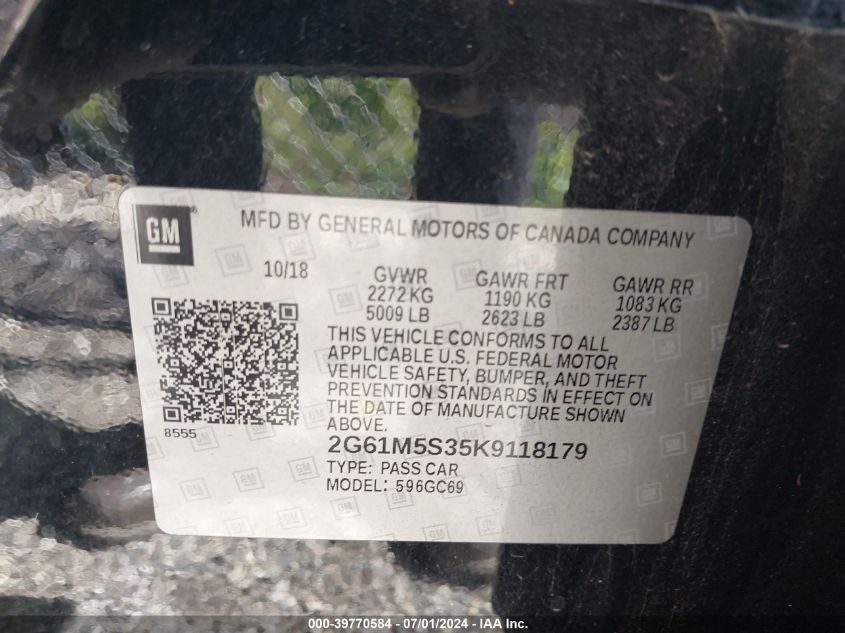 GM
MFD BY GENERAL MOTORS OF CANADA COMPANY
10/18 GVWR GAWR FRT GAWR RR
2272 KG 1190 KG 1083 KG
5009 LB 2623 LB 2387 LB
THIS VEHICLE CONFORMS TO ALL
APPLICABLE U.S. FEDERAL MOTOR
VEHICLE SAFETY, BUMPER, AND THEFT
PREVENTION STANDARDS IN EFFECT ON
THE DATE OF MANUFACTURE SHOWN
ABOVE.
8555
2G61M5S35K9118179
TYPE: PASS CAR
MODEL: 596GC69
000-39770584 - 07/01/2024 - IAA Inc.